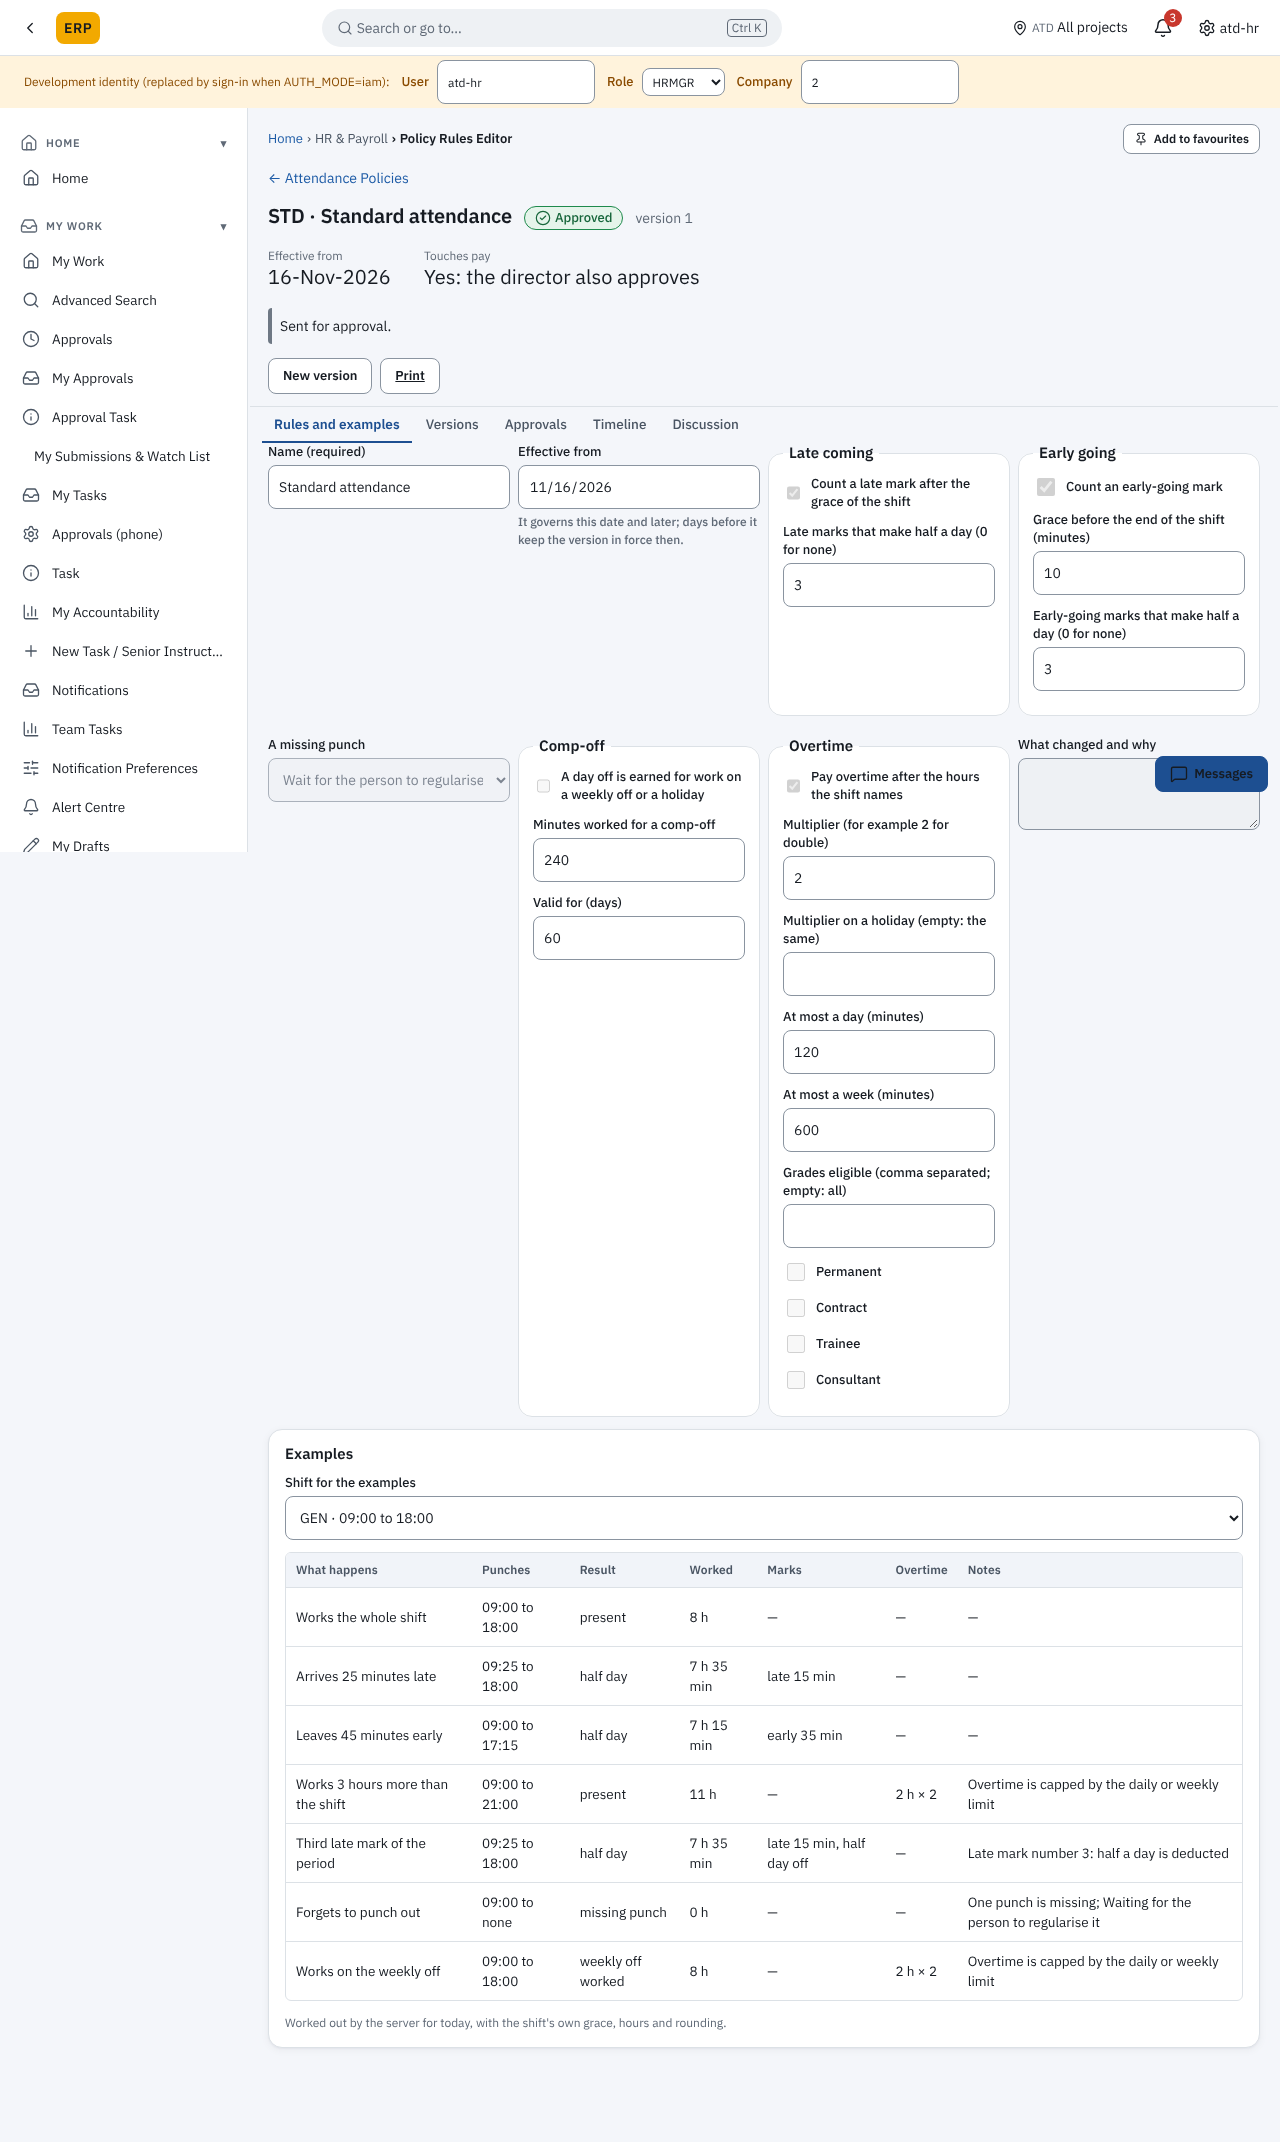 ERP
Search or go to...
Ctrl K
ATD All projects
3
atd-hr
Development identity (replaced by sign-in when AUTH_MODE=iam):
User
atd-hr
Role
HRMGR
Company
2
HOME
Home
MY WORK
My Work
Advanced Search
Approvals
My Approvals
Approval Task
My Submissions & Watch List
My Tasks
Approvals (phone)
Task
My Accountability
New Task / Senior Instruct...
Notifications
Team Tasks
Notification Preferences
Alert Centre
My Drafts
Home › HR & Payroll › Policy Rules Editor
Add to favourites
← Attendance Policies
STD · Standard attendance
Approved
version 1
Effective from
16-Nov-2026
Touches pay
Yes: the director also approves
Sent for approval.
New version
Print
Rules and examples
Versions
Approvals
Timeline
Discussion
Name (required)
Standard attendance
Effective from
11/16/2026
It governs this date and later; days before it
keep the version in force then.
Late coming
Count a late mark after the
grace of the shift
Late marks that make half a day (0
for none)
3
Early going
Count an early-going mark
Grace before the end of the shift
(minutes)
10
Early-going marks that make half a
day (0 for none)
3
A missing punch
Wait for the person to regularise
Comp-off
A day off is earned for work on
a weekly off or a holiday
Minutes worked for a comp-off
240
Valid for (days)
60
Overtime
Pay overtime after the hours
the shift names
Multiplier (for example 2 for
double)
2
Multiplier on a holiday (empty: the
same)
At most a day (minutes)
120
At most a week (minutes)
600
Grades eligible (comma separated;
empty: all)
Permanent
Contract
Trainee
Consultant
What changed and why
Messages
Examples
Shift for the examples
GEN · 09:00 to 18:00
What happens
Punches
Result
Worked
Marks
Overtime
Notes
Works the whole shift
09:00 to
18:00
present
8 h
—
—
—
Arrives 25 minutes late
09:25 to
18:00
half day
7 h 35
min
late 15 min
—
—
Leaves 45 minutes early
09:00 to
17:15
half day
7 h 15
min
early 35 min
—
—
Works 3 hours more than
the shift
09:00 to
21:00
present
11 h
—
2 h × 2
Overtime is capped by the daily or weekly
limit
Third late mark of the
period
09:25 to
18:00
half day
7 h 35
min
late 15 min, half
day off
—
Late mark number 3: half a day is deducted
Forgets to punch out
09:00 to
none
missing punch
0 h
—
—
One punch is missing; Waiting for the
person to regularise it
Works on the weekly off
09:00 to
18:00
weekly off
worked
8 h
—
2 h × 2
Overtime is capped by the daily or weekly
limit
Worked out by the server for today, with the shift's own grace, hours and rounding.